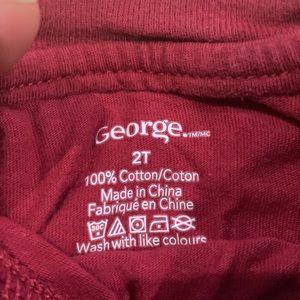 George.TM/MC
2T
100% Cotton/Coton
Made in China
Fabriqué en Chine
Wash with like colours